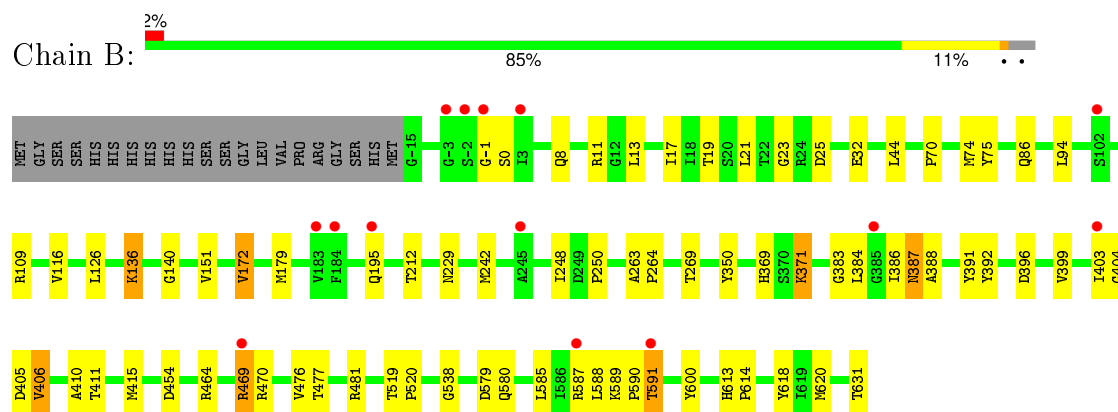 2%
Chain B:
85% 11% • •
MET GLY SER SER HIS HIS HIS HIS HIS HIS SER SER GLY LEU VAL PRO ARG GLY SER HIS MET G-15 G-3 S-2 G-1 S0 I3 Q8 R11 G12 L13 I17 I18 T19 S20 L21 T22 G23 R24 D25 E32 L44 P70 M74 Y75 Q86 L94 S102
R109 V116 L126 K136 G140 V151 V172 M179 V183 F184 Q195 T212 N229 M242 A245 I248 D249 P250 A263 P264 T269 Y350 H369 S370 K371 G383 L384 G385 I386 N387 A388 Y391 Y392 D396 V399 I403
D405 V406 A410 T411 M415 D454 R464 R469 R470 V476 T477 R481 T519 P520 G538 D579 Q580 L585 I586 R587 L588 K589 P590 T591 Y600 H613 P614 Y618 I619 M620 T631